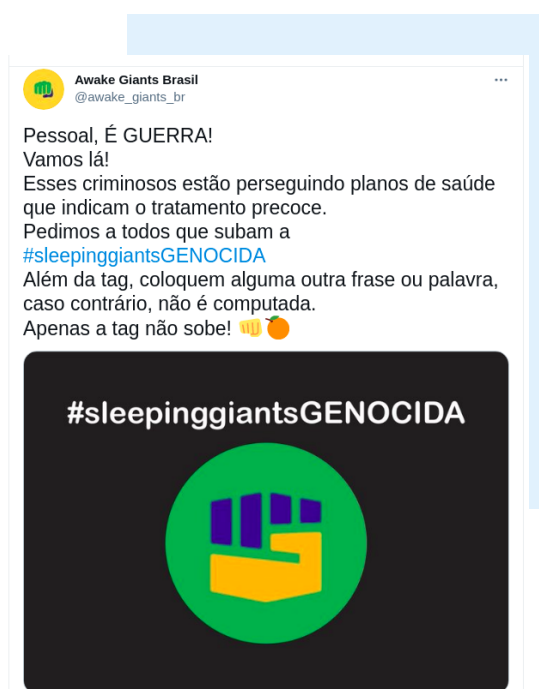 Awake Giants Brasil
@awake_giants_br
Pessoal, É GUERRA!
Vamos lá!
Esses criminosos estão perseguindo planos de saúde
que indicam o tratamento precoce.
Pedimos a todos que subam a
#sleepinggiantsGENOCIDA
Além da tag, coloquem alguma outra frase ou palavra,
caso contrário, não é computada.
Apenas a tag não sobe! 👊🍊
#sleepinggiantsGENOCIDA